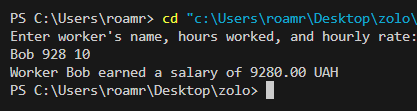 PS C:\Users\roamr> cd "c:\Users\roamr\Desktop\zolo\
Enter worker's name, hours worked, and hourly rate:
Bob 928 10
Worker Bob earned a salary of 9280.00 UAH
PS C:\Users\roamr\Desktop\zolo>